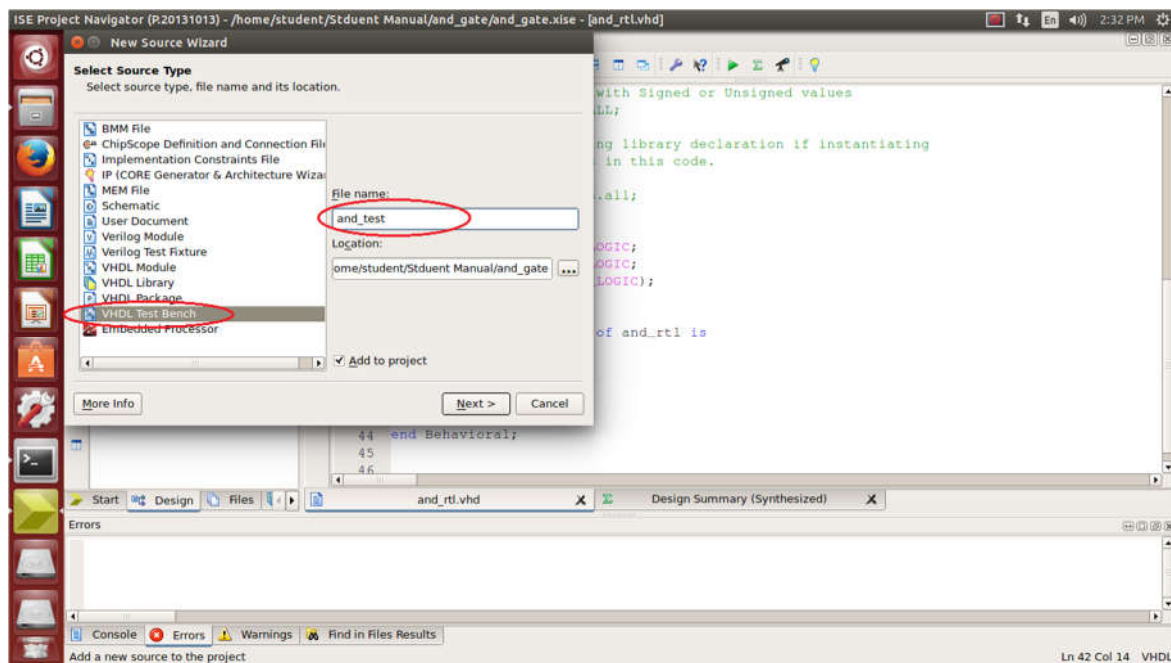 ISE Project Navigator (P.20131013) - /home/student/Stduent Manual/and_gate/and_gate.xise - [and_rtl.vhd]
En
2:32 PM
New Source Wizard
Select Source Type
Select source type, file name and its location.
BMM File
ChipScope Definition and Connection File
Implementation Constraints File
IP (CORE Generator & Architecture Wizar
MEM File
Schematic
User Document
Verilog Module
Verilog Test Fixture
VHDL Module
VHDL Library
VHDL Package
VHDL Test Bench
Embedded Processor
File name:
and_test
Location:
ome/student/Stduent Manual/and_gate
...
Add to project
More Info
Next >
Cancel
with Signed or Unsigned values
LL;
ng library declaration if instantiating
in this code.
.all;
OGIC;
OGIC;
LOGIC);
of and_rtl is
44 end Behavioral;
45
46
Start
Design
Files
and_rtl.vhd
Design Summary (Synthesized)
Errors
Console
Errors
Warnings
Find in Files Results
Add a new source to the project
Ln 42 Col 14 VHDL